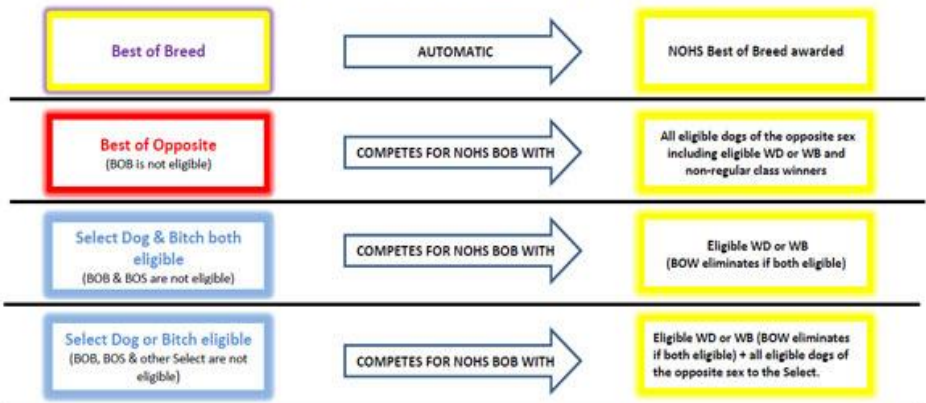 Best of Breed
AUTOMATIC
NOHS Best of Breed awarded
Best of Opposite
(BOB is not eligible)
COMPETES FOR NOHS BOB WITH
All eligible dogs of the opposite sex
including eligible WD or WB and
non-regular class winners
Select Dog & Bitch both
eligible
(BOB & BOS are not eligible)
COMPETES FOR NOHS BOB WITH
Eligible WD or WB
(BOW eliminates if both eligible)
Select Dog or Bitch eligible
(BOB, BOS & other Select are not
eligible)
COMPETES FOR NOHS BOB WITH
Eligible WD or WB (BOW eliminates
if both eligible) + all eligible dogs of
the opposite sex to the Select.